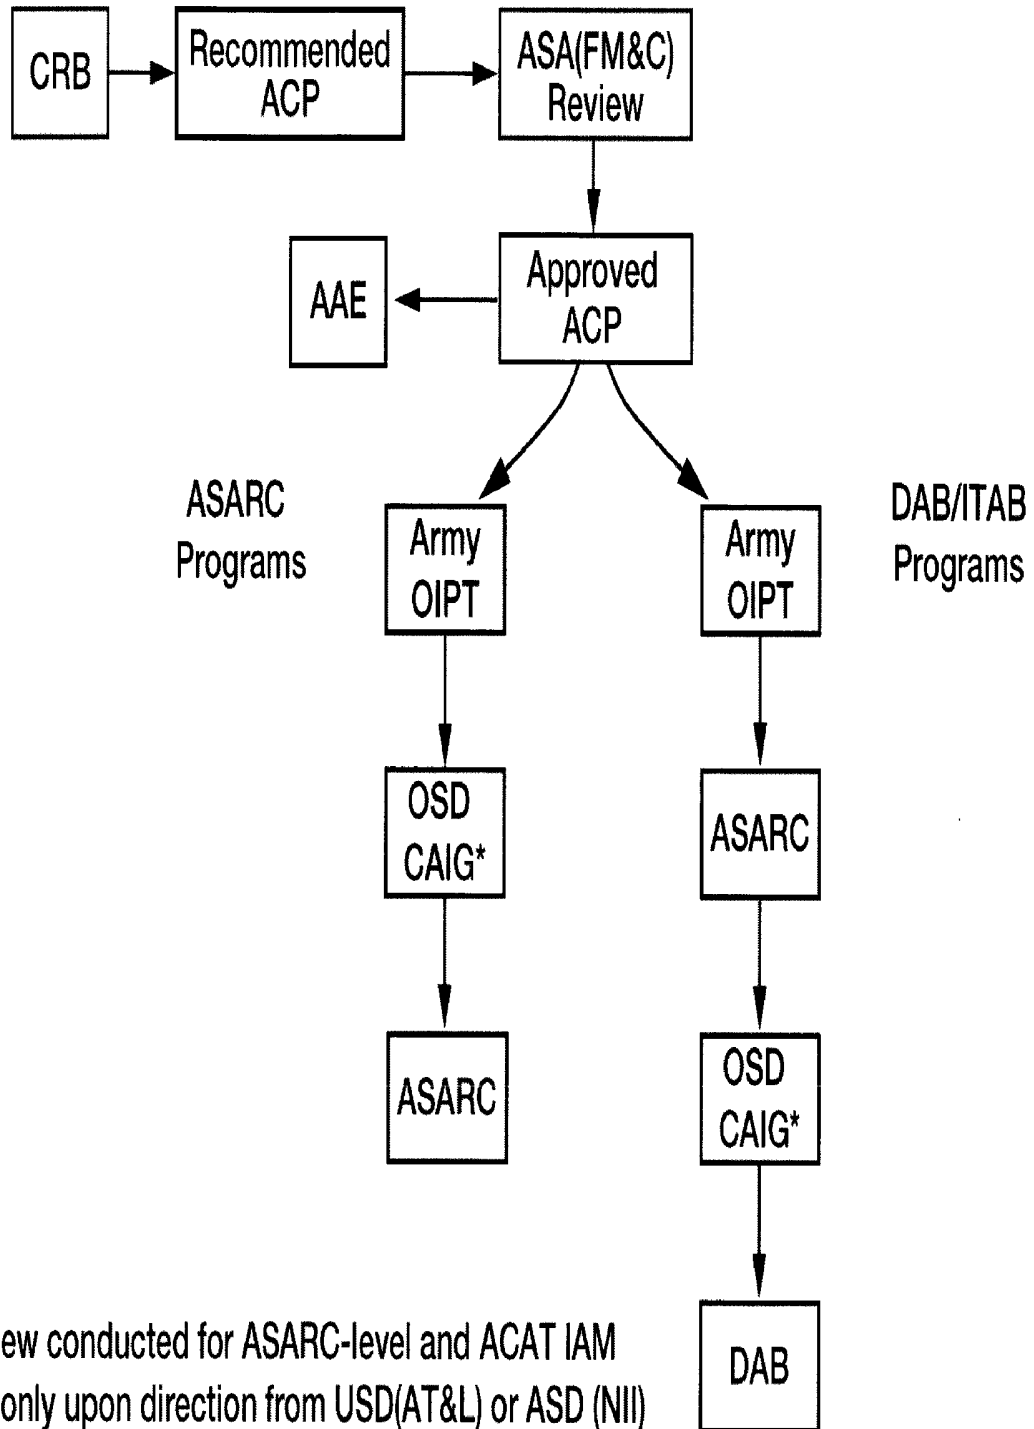 CRB
Recommended
ACP
ASA(FM&C)
Review
AAE
Approved
ACP
ASARC
Programs
DAB/ITAB
Programs
Army
OIPT
Army
OIPT
OSD
CAIG*
ASARC
ASARC
OSD
CAIG*
DAB
ew conducted for ASARC-level and ACAT IAM
only upon direction from USD(AT&L) or ASD (NII)